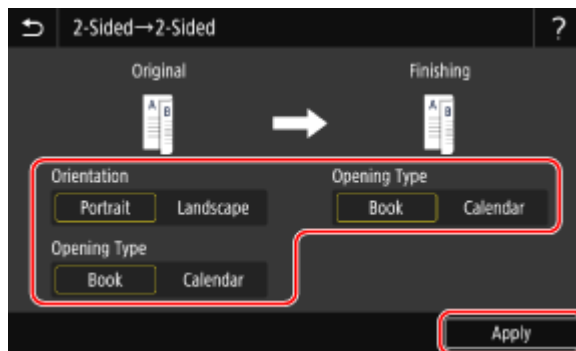 2-Sided→2-Sided ?
Original Finishing
A B A B
Orientation Opening Type
Portrait Landscape Book Calendar
Opening Type
Book Calendar
Apply